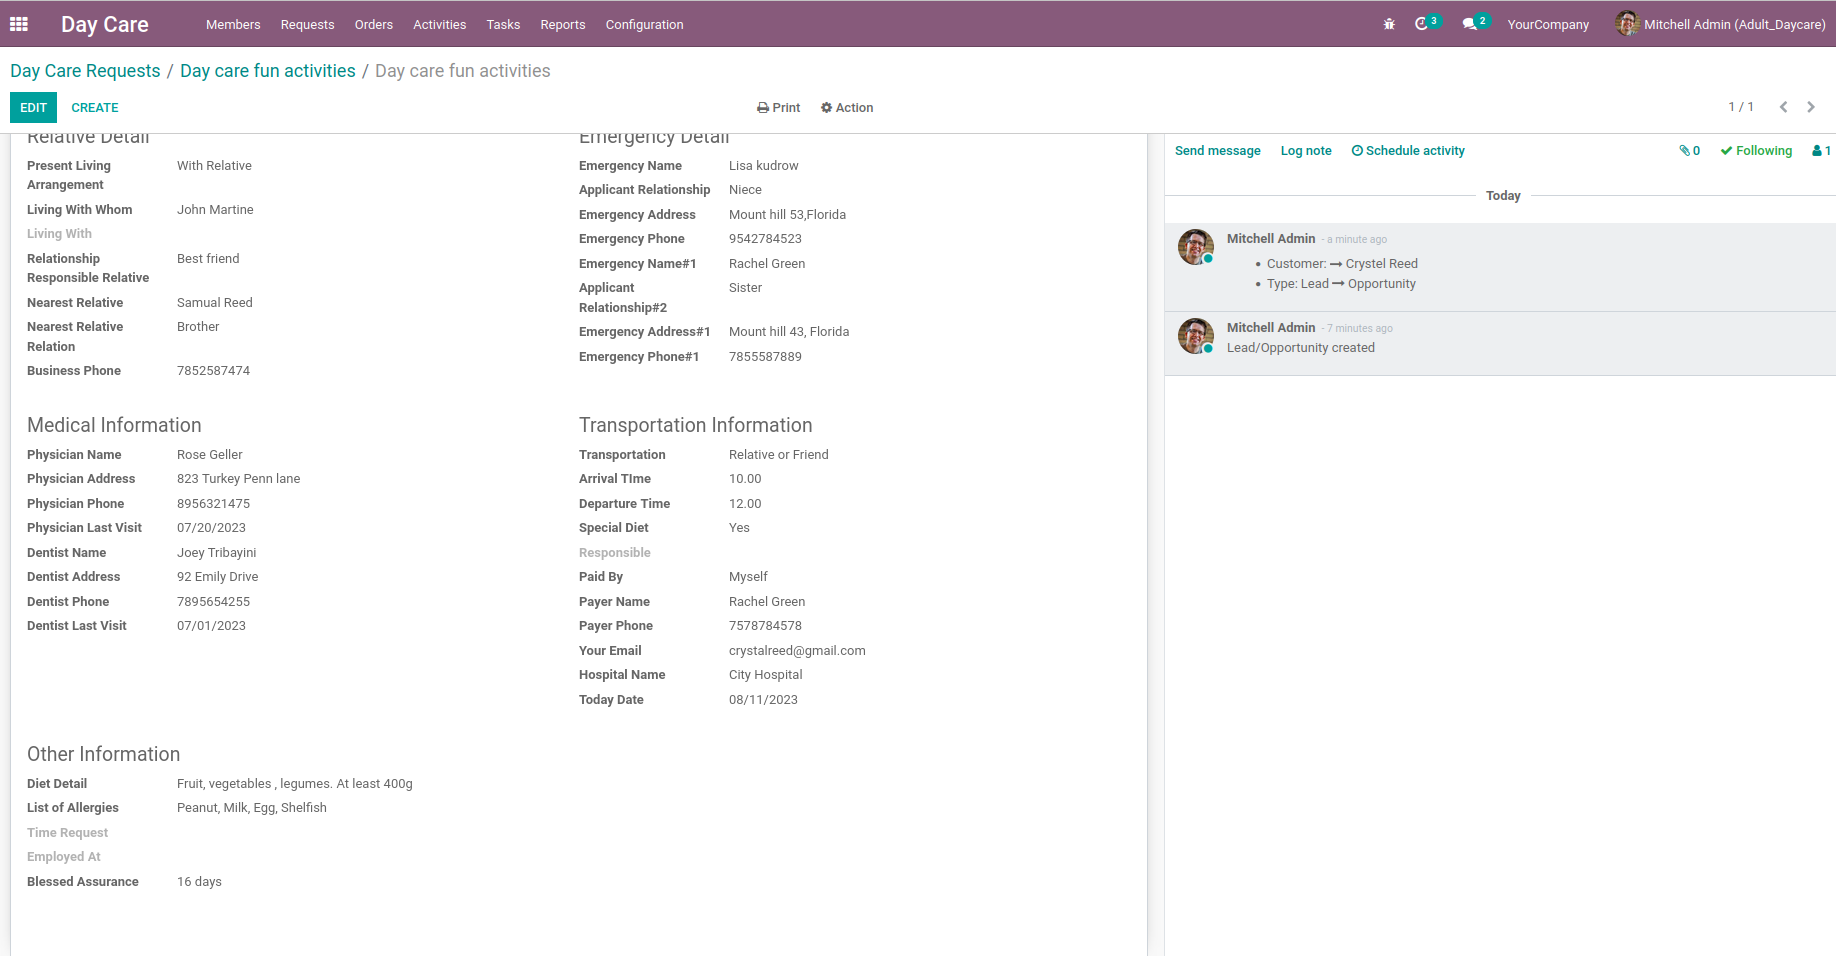 Day Care
Members Requests Orders Activities Tasks Reports Configuration
3 2 YourCompany Mitchell Admin (Adult_Daycare)
Day Care Requests / Day care fun activities / Day care fun activities
EDIT CREATE Print Action 1 / 1
Relative Detail
Present Living Arrangement With Relative
Living With Whom John Martine
Living With
Relationship Responsible Relative Best friend
Nearest Relative Samual Reed
Nearest Relative Relation Brother
Business Phone 7852587474
Emergency Detail
Emergency Name Lisa kudrow
Applicant Relationship Niece
Emergency Address Mount hill 53,Florida
Emergency Phone 9542784523
Emergency Name#1 Rachel Green
Applicant Relationship#2 Sister
Emergency Address#1 Mount hill 43, Florida
Emergency Phone#1 7855587889
Medical Information
Physician Name Rose Geller
Physician Address 823 Turkey Penn lane
Physician Phone 8956321475
Physician Last Visit 07/20/2023
Dentist Name Joey Tribayini
Dentist Address 92 Emily Drive
Dentist Phone 7895654255
Dentist Last Visit 07/01/2023
Transportation Information
Transportation Relative or Friend
Arrival TIme 10.00
Departure Time 12.00
Special Diet Yes
Responsible
Paid By Myself
Payer Name Rachel Green
Payer Phone 7578784578
Your Email crystalreed@gmail.com
Hospital Name City Hospital
Today Date 08/11/2023
Other Information
Diet Detail Fruit, vegetables , legumes. At least 400g
List of Allergies Peanut, Milk, Egg, Shelfish
Time Request
Employed At
Blessed Assurance 16 days
Send message Log note Schedule activity 0 Following 1
Today
Mitchell Admin - a minute ago
• Customer: → Crystel Reed
• Type: Lead → Opportunity
Mitchell Admin - 7 minutes ago
Lead/Opportunity created